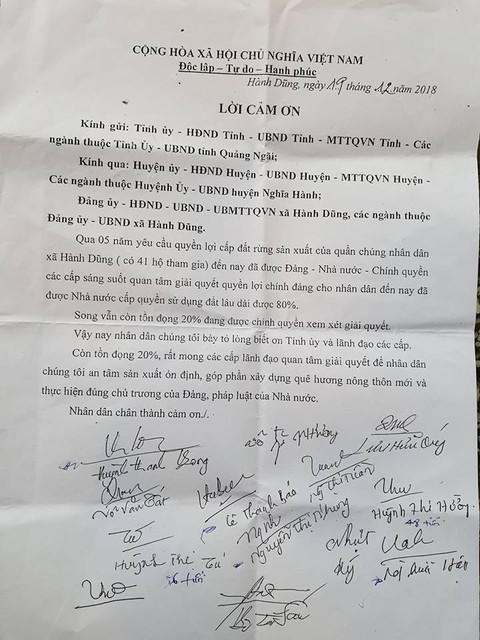 CỘNG HÒA XÃ HỘI CHỦ NGHĨA VIỆT NAM
Độc lập – Tự do – Hạnh phúc
Hành Dũng, ngày 19 tháng 12 năm 2018
LỜI CẢM ƠN
Kính gửi: Tỉnh ủy - HĐND Tỉnh - UBND Tỉnh - MTTQVN Tỉnh - Các
ngành thuộc Tỉnh Ủy - UBND tỉnh Quảng Ngãi;
Kính qua: Huyện ủy - HĐND Huyện - UBND Huyện - MTTQVN Huyện -
Các ngành thuộc Huyệnh Ủy - UBND huyện Nghĩa Hành;
Đảng ủy - HĐND - UBND - UBMTTQVN xã Hành Dũng, các ngành thuộc
Đảng ủy - UBND xã Hành Dũng.
Qua 05 năm yêu cầu quyền lợi cấp đất rừng sản xuất của quần chúng nhân dân
xã Hành Dũng ( có 41 hộ tham gia) đến nay đã được Đảng - Nhà nước - Chính quyền
các cấp sáng suốt quan tâm giải quyết quyền lợi chính đáng cho nhân dân đến nay đã
được Nhà nước cấp quyền sử dụng đất lâu dài được 80%.
Song vẫn còn tồn đọng 20% đang được chính quyền xem xét giải quyết.
Vậy nay nhân dân chúng tôi bày tỏ lòng biết ơn Tỉnh ủy và lãnh đạo các cấp.
Còn tồn đọng 20%, rất mong các cấp lãnh đạo quan tâm giải quyết để nhân dân
chúng tôi an tâm sản xuất ổn định, góp phần xây dựng quê hương nông thôn mới và
thực hiện đúng chủ trương của Đảng, pháp luật của Nhà nước.
Nhân dân chân thành cảm ơn./.
Huỳnh Thanh
Lưu Hữu Quý
Võ Văn Tất
Lê Thanh Bảo
Nguyễn Thị Nhung
Huỳnh Thị Hường
Huỳnh Thị Tú